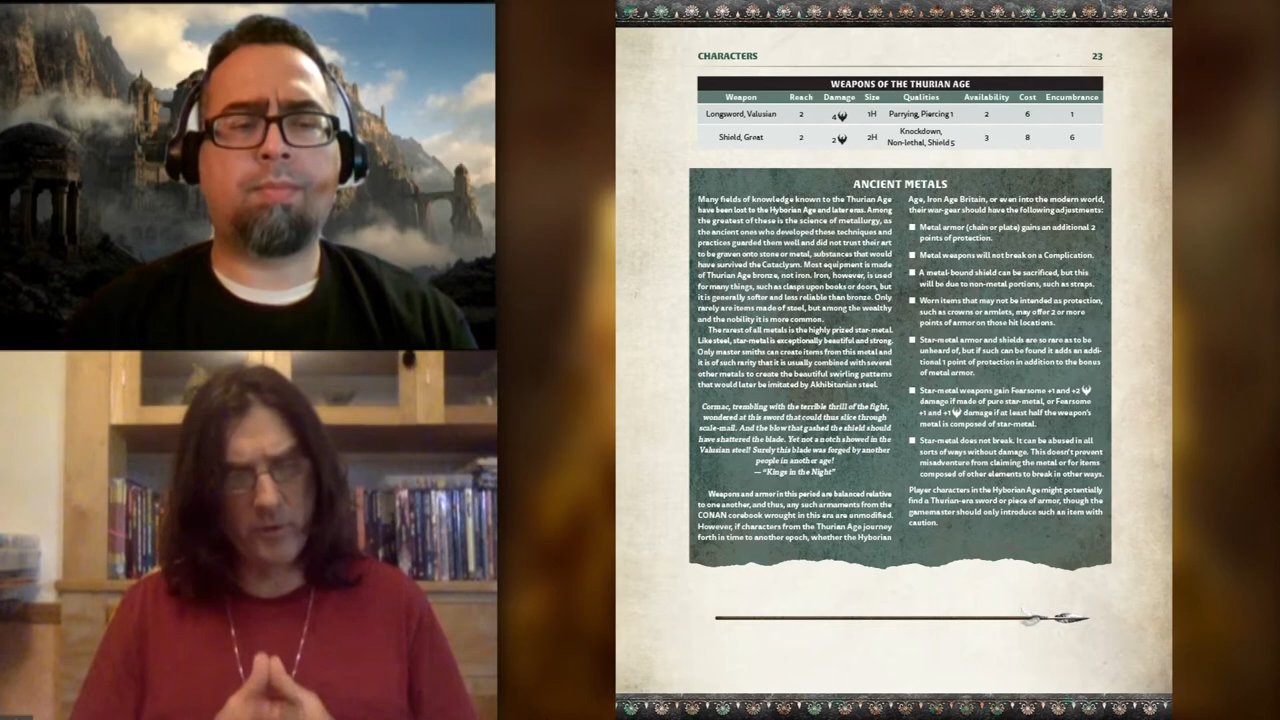 CHARACTERS 23
WEAPONS OF THE THURIAN AGE
Weapon Reach Damage Size Qualities Availability Cost Encumbrance
Longsword, Valusian 2 4 1H Parrying, Piercing 1 2 6 1
Shield, Great 2 2 2H Knockdown, Non-lethal, Shield 5 3 8 6
ANCIENT METALS
Many fields of knowledge known to the Thurian Age
have been lost to the Hyborian Age and later eras. Among
the greatest of these is the science of metallurgy, as
the ancient ones who developed these techniques and
practices guarded them well and did not trust their art
to be graven onto stone or metal, substances that would
have survived the Cataclysm. Most equipment is made
of Thurian Age bronze, not iron. Iron, however, is used
for many things, such as clasps upon books or doors, but
it is generally softer and less reliable than bronze. Only
rarely are items made of steel, but among the wealthy
and the nobility it is more common.
The rarest of all metals is the highly prized star-metal.
Like steel, star-metal is exceptionally beautiful and strong.
Only master smiths can create items from this metal and
it is of such rarity that it is usually combined with several
other metals to create the beautiful swirling patterns
that would later be imitated by Akhibitanian steel.
Cormac, trembling with the terrible thrill of the fight,
wondered at this sword that could thus slice through
scale-mail. And the blow that gashed the shield should
have shattered the blade. Yet not a notch showed in the
Valusian steel! Surely this blade was forged by another
people in another age!
— "Kings in the Night"
Weapons and armor in this period are balanced relative
to one another, and thus, any such armaments from the
CONAN corebook wrought in this era are unmodified.
However, if characters from the Thurian Age journey
forth in time to another epoch, whether the Hyborian
Age, Iron Age Britain, or even into the modern world,
their war-gear should have the following adjustments:
■ Metal armor (chain or plate) gains an additional 2
points of protection.
■ Metal weapons will not break on a Complication.
■ A metal-bound shield can be sacrificed, but this
will be due to non-metal portions, such as straps.
■ Worn items that may not be intended as protection,
such as crowns or armlets, may offer 2 or more
points of armor on those hit locations.
■ Star-metal armor and shields are so rare as to be
unheard of, but if such can be found it adds an addi-
tional 1 point of protection in addition to the bonus
of metal armor.
■ Star-metal weapons gain Fearsome +1 and +2
damage if made of pure star-metal, or Fearsome
+1 and +1 damage if at least half the weapon's
metal is composed of star-metal.
■ Star-metal does not break. It can be abused in all
sorts of ways without damage. This doesn't prevent
misadventure from claiming the metal or for items
composed of other elements to break in other ways.
Player characters in the Hyborian Age might potentially
find a Thurian-era sword or piece of armor, though the
gamemaster should only introduce such an item with
caution.